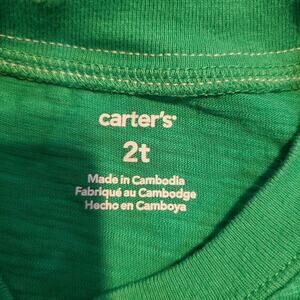 carter's®
2t
Made in Cambodia
Fabriqué au Cambodge
Hecho en Camboya